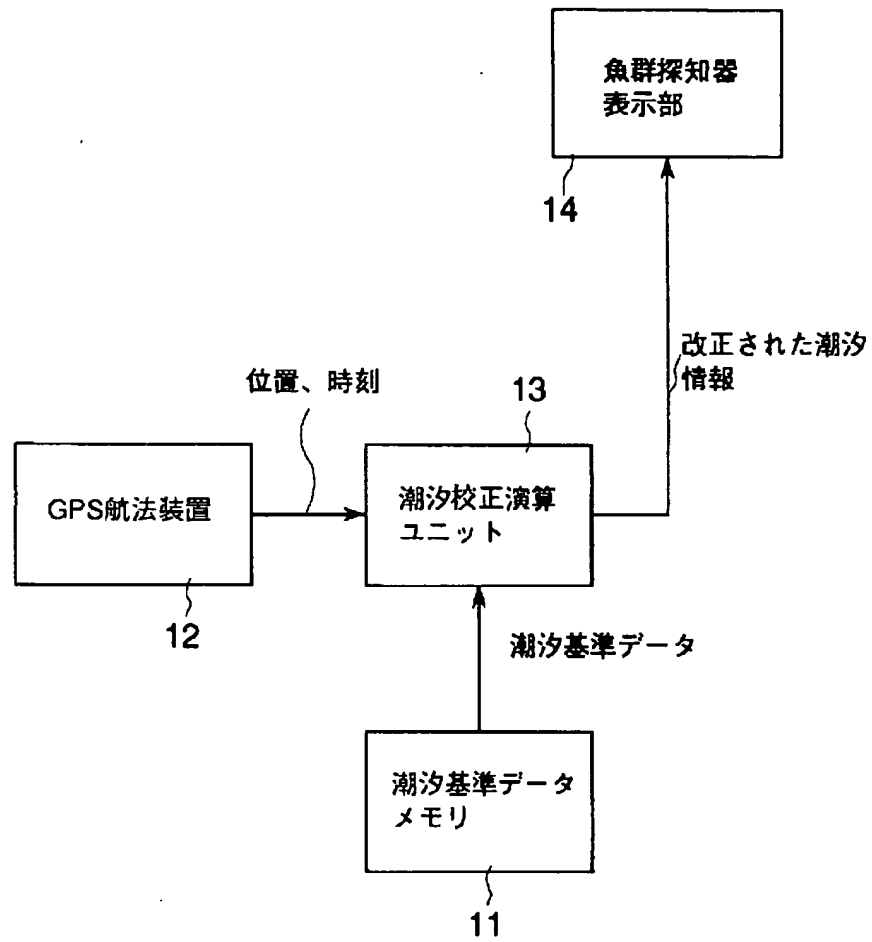 魚群探知器
表示部
14
改正された潮汐
情報
位置、時刻
13
GPS航法装置
潮汐校正演算
ユニット
12
潮汐基準データ
潮汐基準データ
メモリ
11